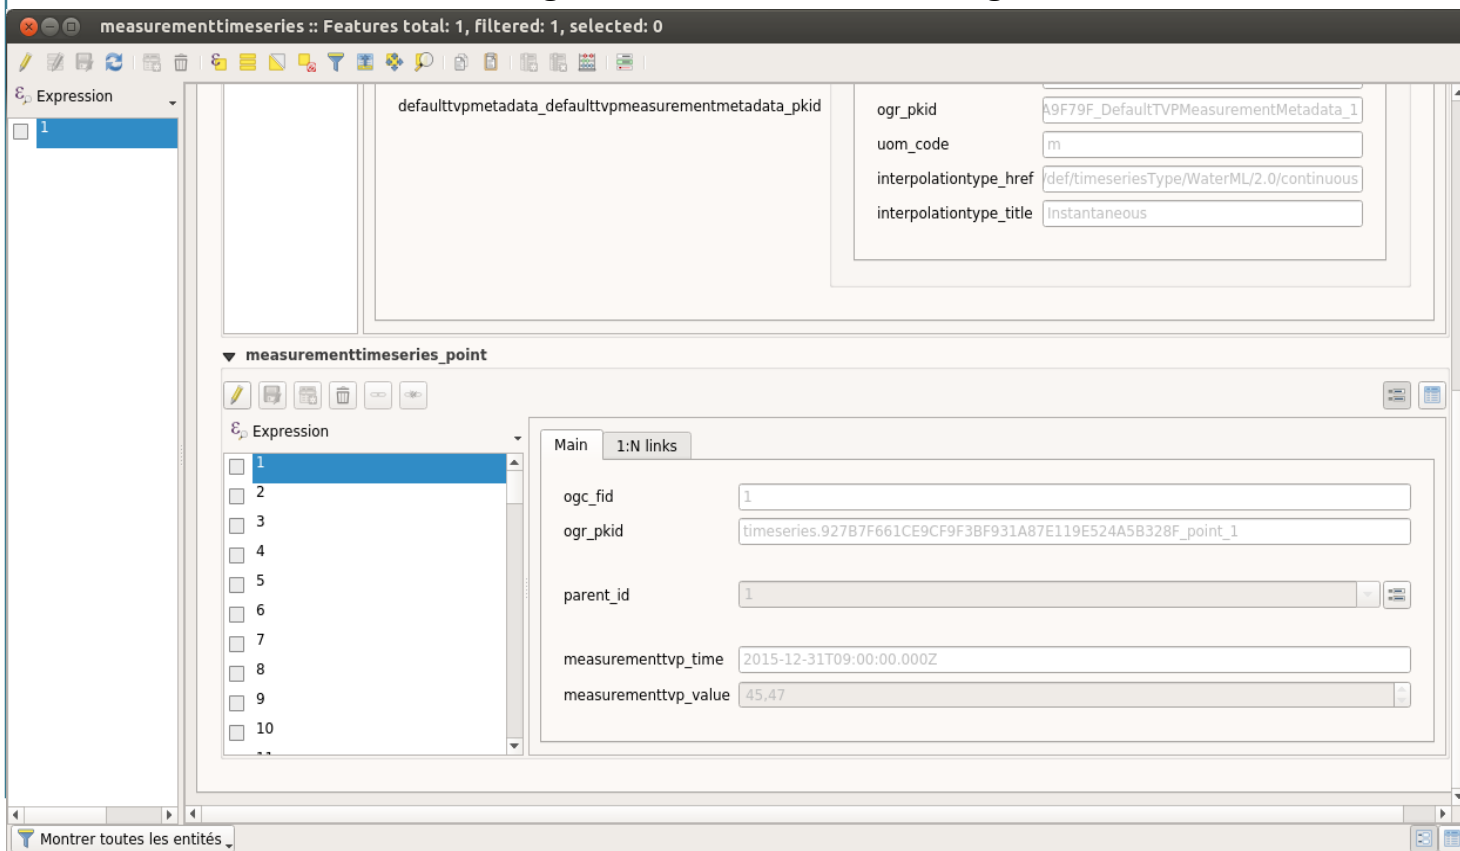 measurementtimeseries :: Features total: 1, filtered: 1, selected: 0
Expression
1
defaulttvpmetadata_defaulttvpmeasurementmetadata_pkid
ogr_pkid A9F79F_DefaultTVPMeasurementMetadata_1
uom_code m
interpolationtype_href /def/timeseriesType/WaterML/2.0/continuous
interpolationtype_title Instantaneous
measurementtimeseries_point
Expression
1
2
3
4
5
6
7
8
9
10
Main 1:N links
ogc_fid 1
ogr_pkid timeseries.927B7F661CE9CF9F3BF931A87E119E524A5B328F_point_1
parent_id 1
measurementtvp_time 2015-12-31T09:00:00.000Z
measurementtvp_value 45,47
Montrer toutes les entités